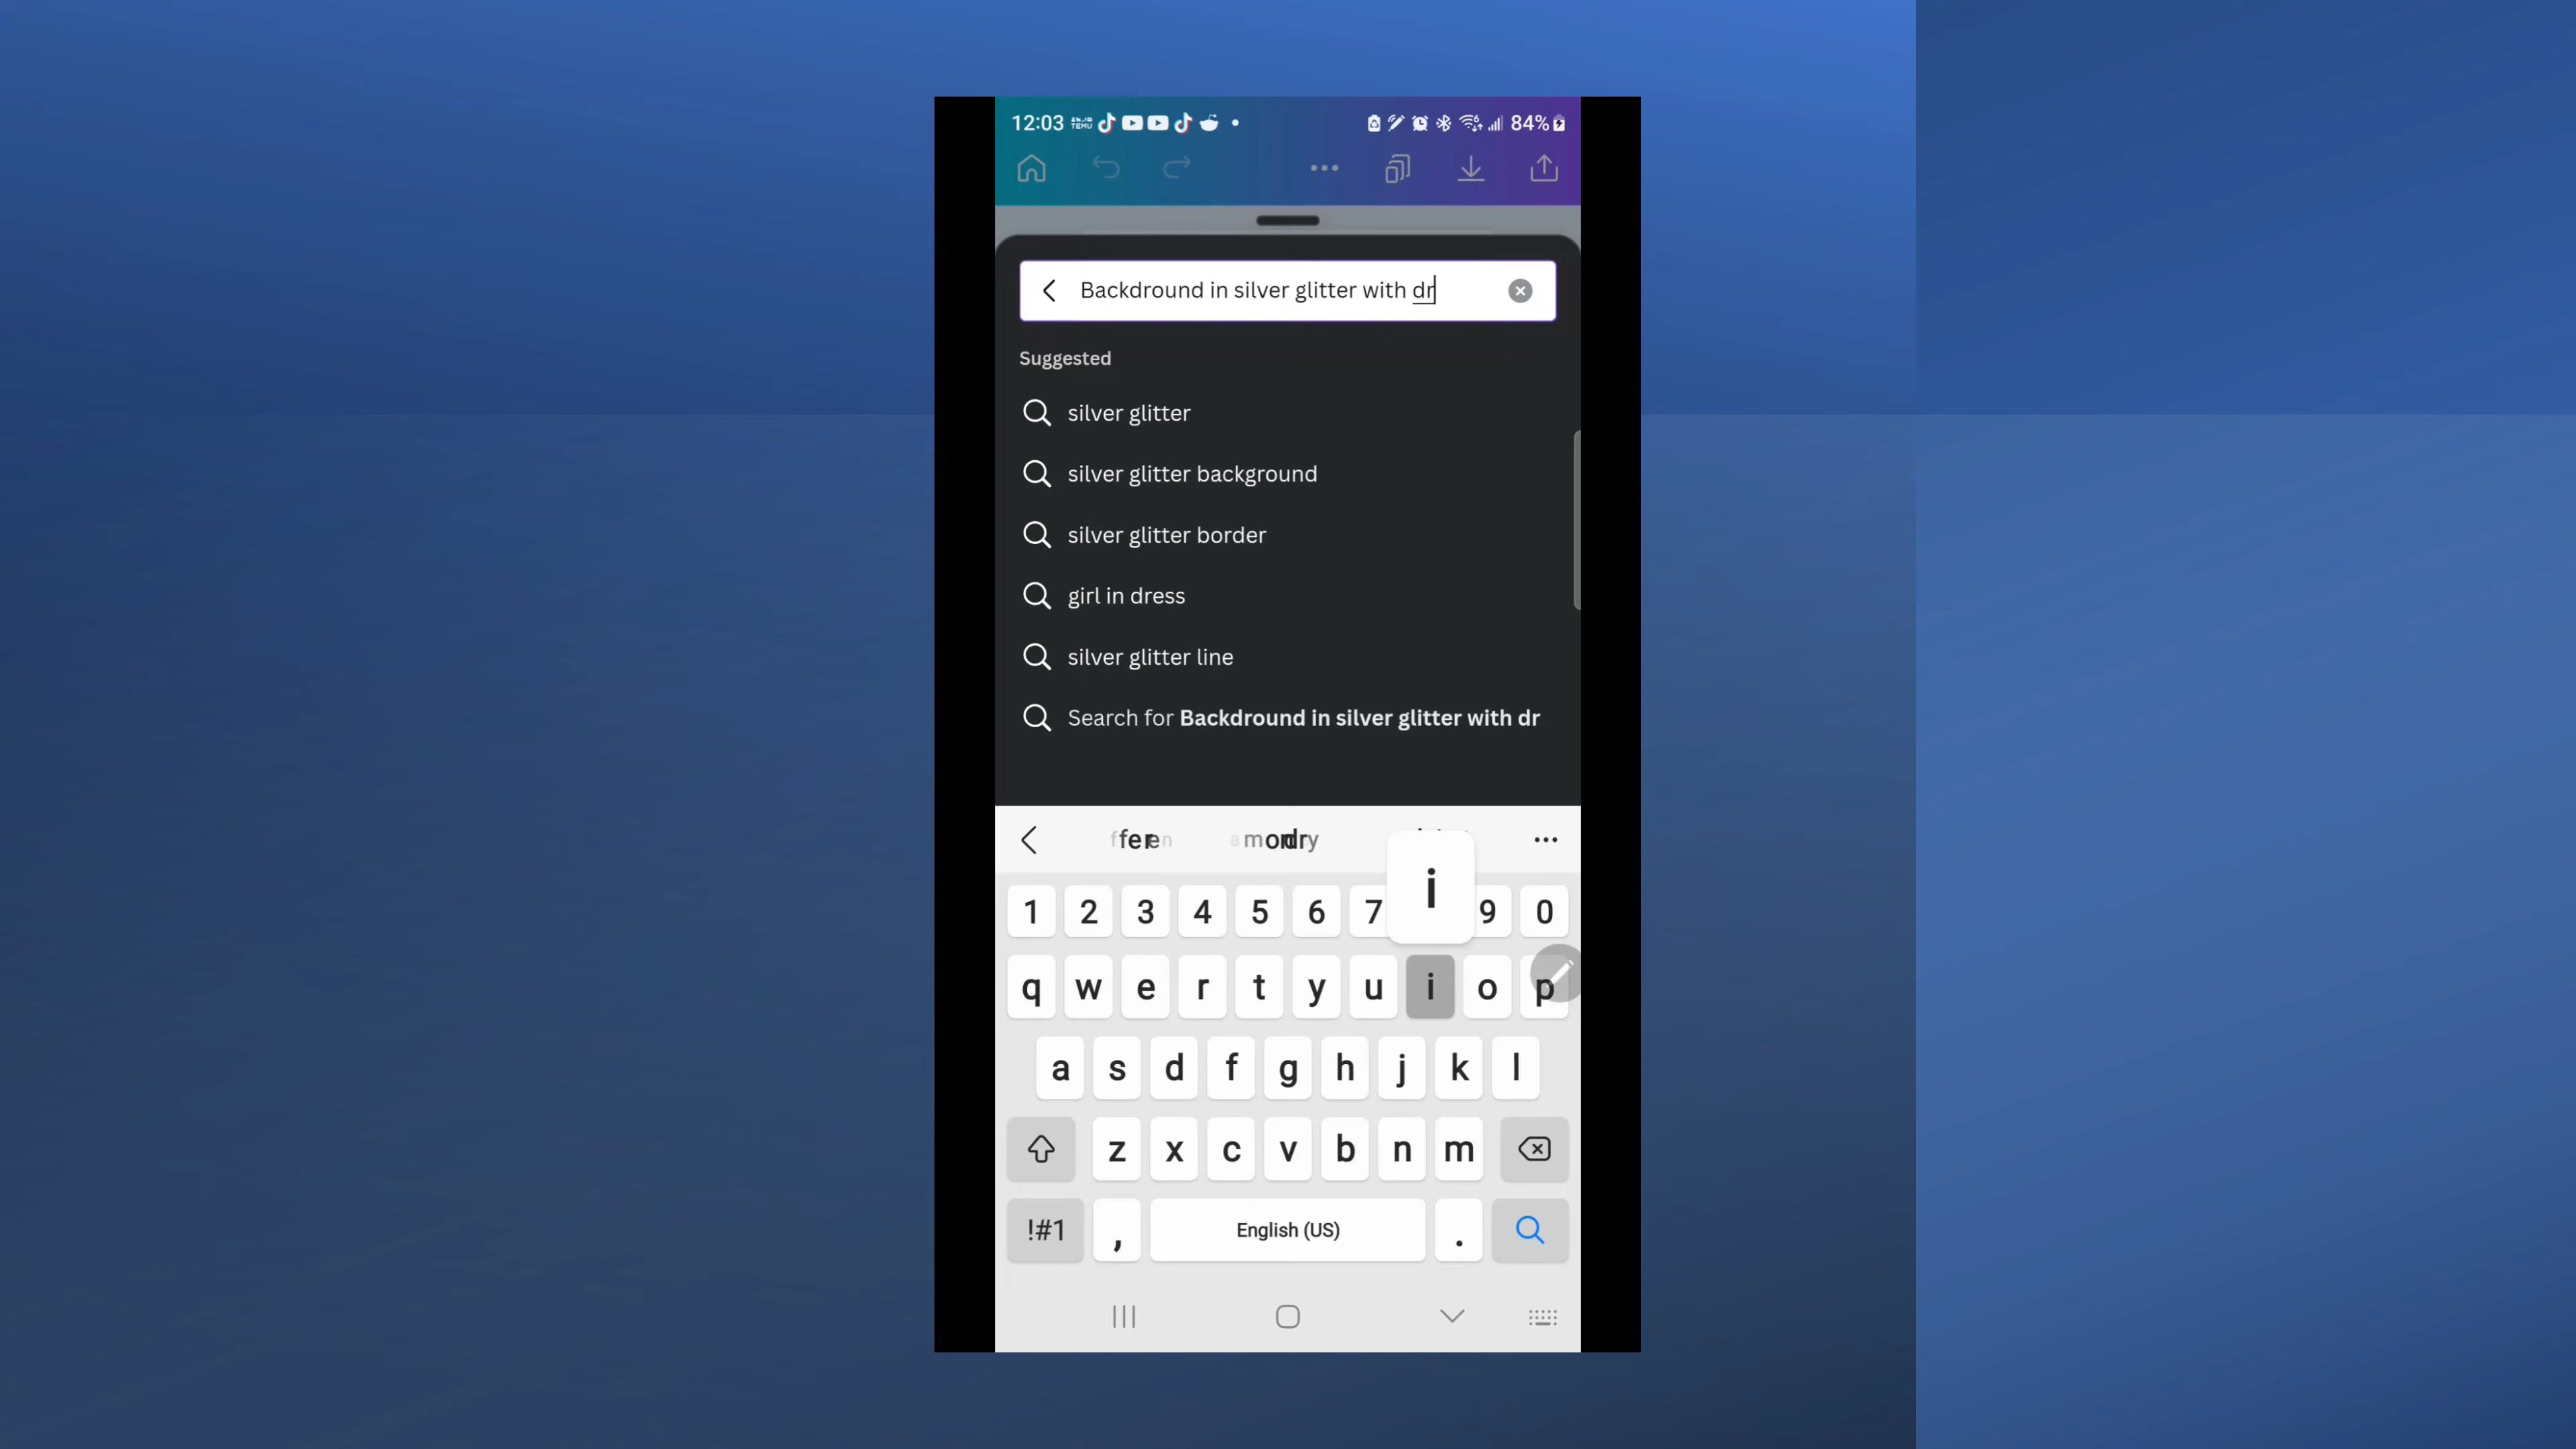 12:03 TEMU 84%
Backdround in silver glitter with dr
Suggested
silver glitter
silver glitter background
silver glitter border
girl in dress
silver glitter line
Search for Backdround in silver glitter with dr
i
1 2 3 4 5 6 7 9 0
q w e r t y u i o p
a s d f g h j k l
z x c v b n m
!#1 , English (US) .